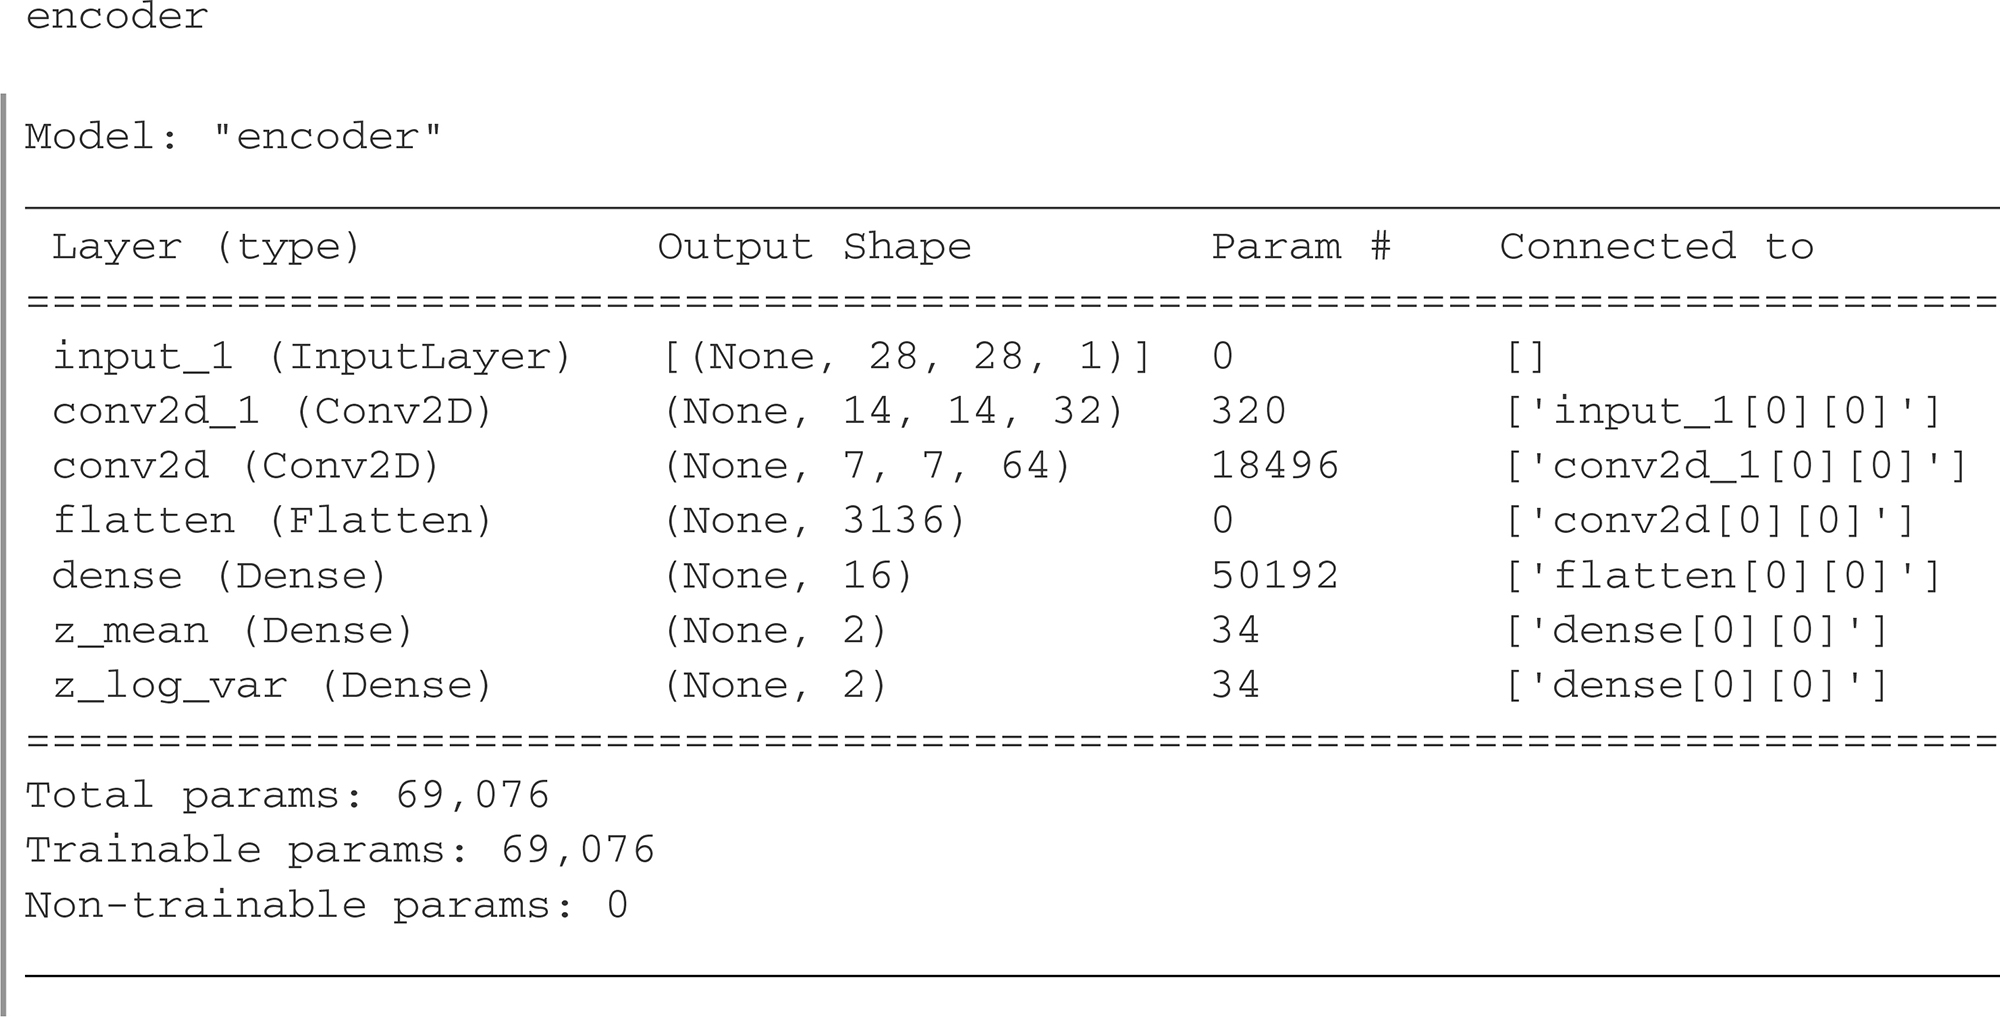 encoder
Model: "encoder"
Layer (type) Output Shape Param # Connected to
================================================================================
input_1 (InputLayer) [(None, 28, 28, 1)] 0 []
conv2d_1 (Conv2D) (None, 14, 14, 32) 320 ['input_1[0][0]']
conv2d (Conv2D) (None, 7, 7, 64) 18496 ['conv2d_1[0][0]']
flatten (Flatten) (None, 3136) 0 ['conv2d[0][0]']
dense (Dense) (None, 16) 50192 ['flatten[0][0]']
z_mean (Dense) (None, 2) 34 ['dense[0][0]']
z_log_var (Dense) (None, 2) 34 ['dense[0][0]']
================================================================================
Total params: 69,076
Trainable params: 69,076
Non-trainable params: 0